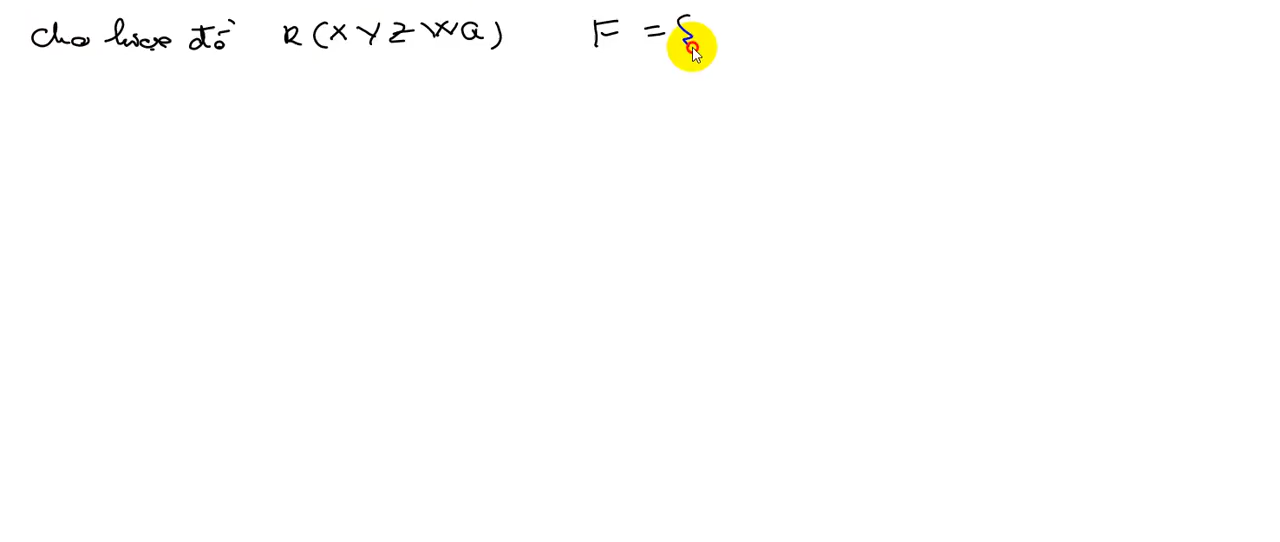 cho lược đồ R(XYZWQ) F = {